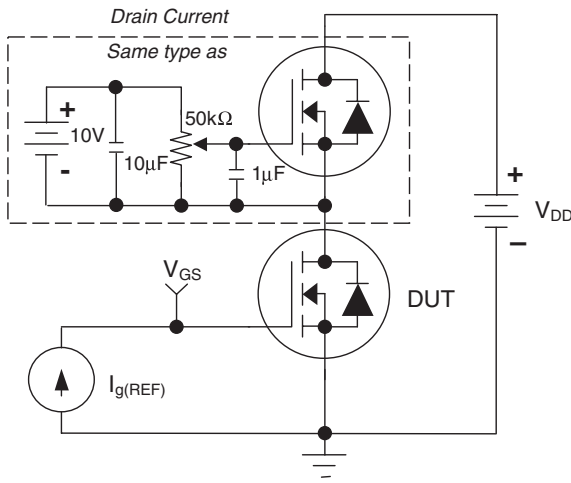 Drain Current
Same type as
+
50kΩ
10V
10μF
-
1μF
+
V_DD
−
V_GS
DUT
I_g(REF)